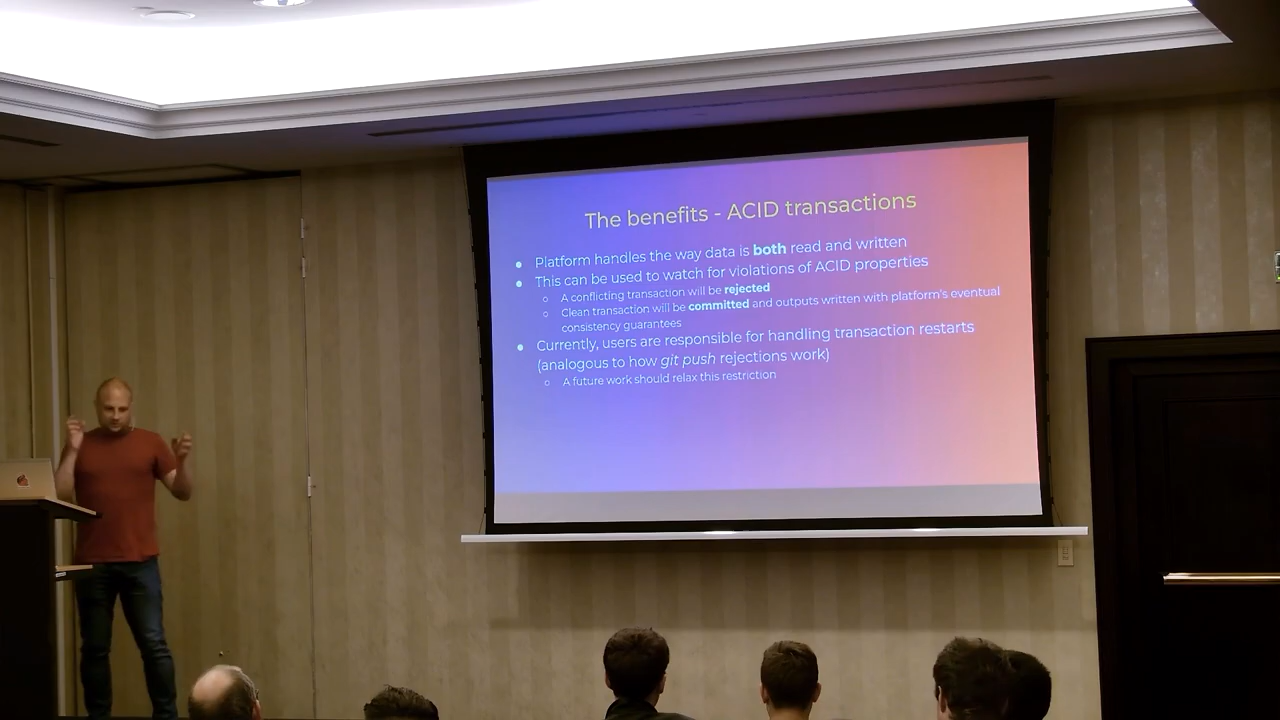 The benefits - ACID transactions
Platform handles the way data is both read and written
This can be used to watch for violations of ACID properties
A conflicting transaction will be rejected
Clean transaction will be committed and outputs written with platform's eventual
consistency guarantees
Currently, users are responsible for handling transaction restarts
(analogous to how git push rejections work)
A future work should relax this restriction